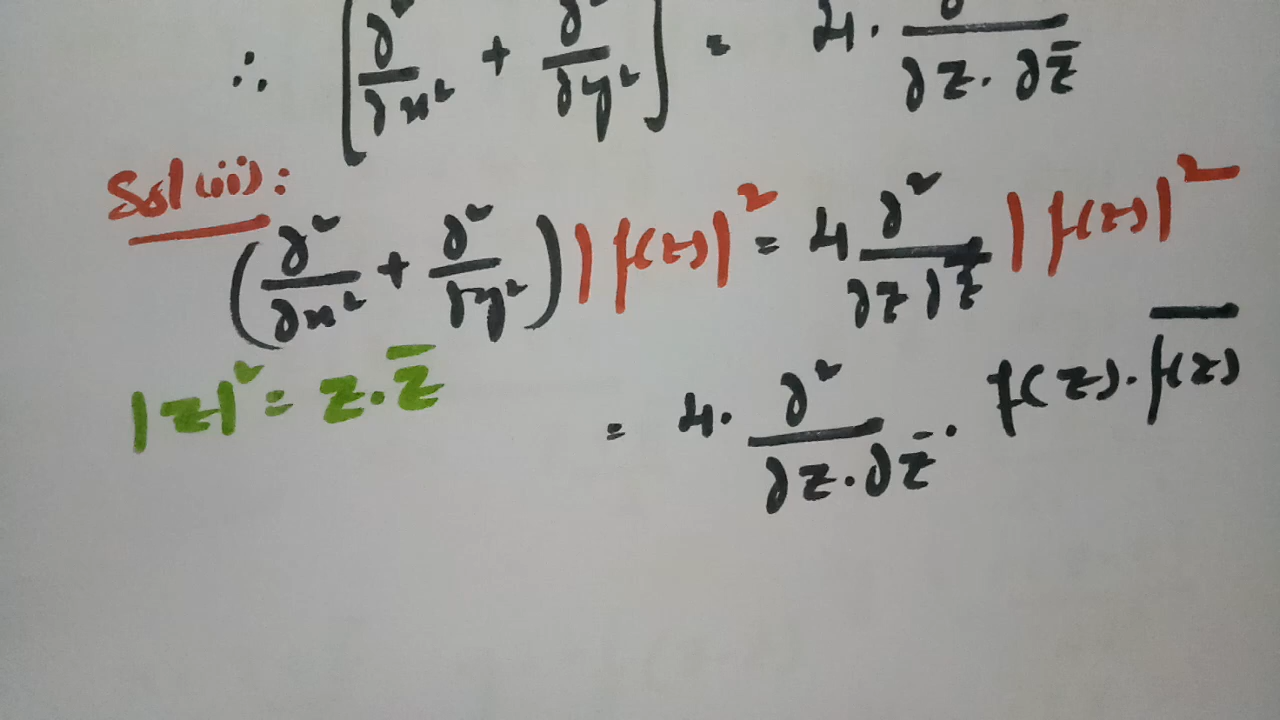 ∴ [∂²/∂x² + ∂²/∂y²] = 4. ∂²/∂z.∂z̅
Sol(ii):
(∂²/∂x² + ∂²/∂y²)|f(z)|² = 4 ∂²/∂z∂z̅ |f(z)|²
|z|² = z.z̅
= 4. ∂²/∂z.∂z̅ . f(z).f̅(̅z̅)̅